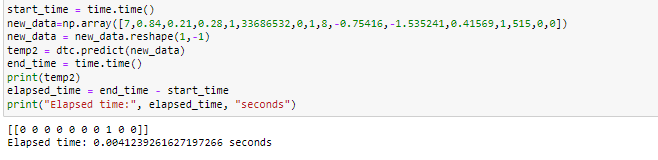 start_time = time.time()
new_data=np.array([7,0.84,0.21,0.28,1,33686532,0,1,8,-0.75416,-1.535241,0.41569,1,515,0,0])
new_data = new_data.reshape(1,-1)
temp2 = dtc.predict(new_data)
end_time = time.time()
print(temp2)
elapsed_time = end_time - start_time
print("Elapsed time:", elapsed_time, "seconds")
[[0 0 0 0 0 0 0 1 0 0]]
Elapsed time: 0.0041239261627197266 seconds